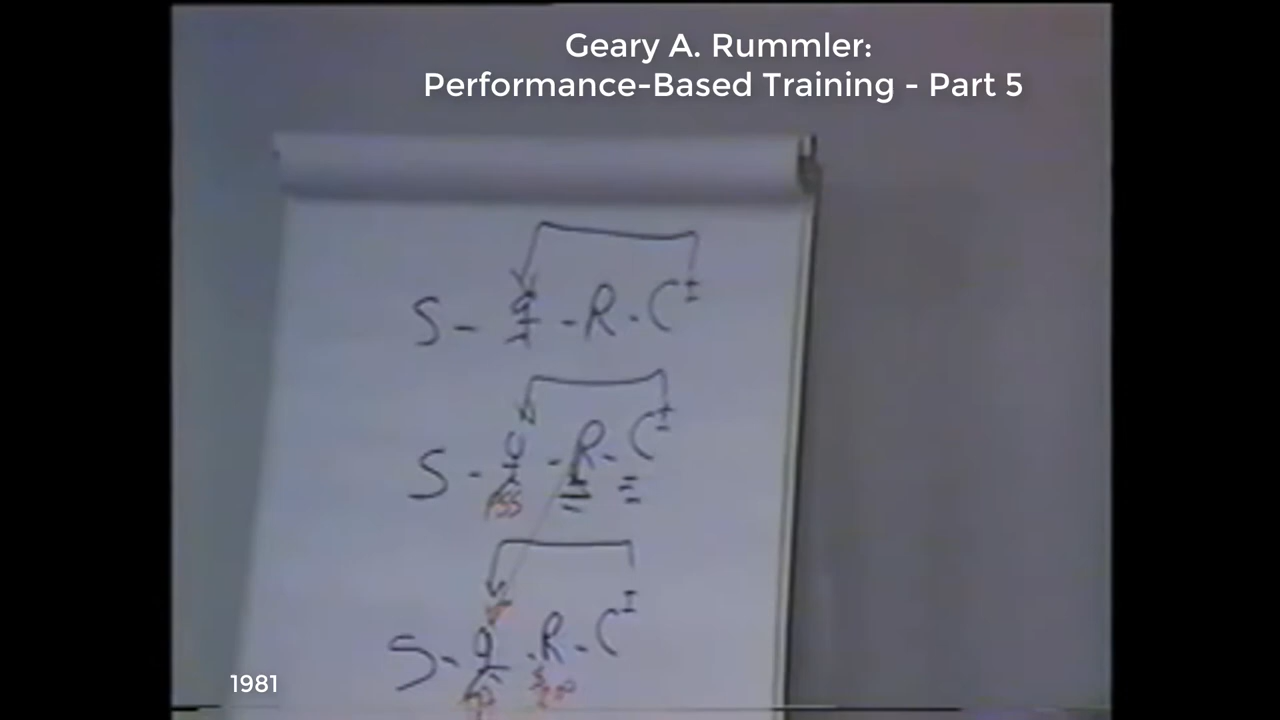 Geary A. Rummler:
Performance-Based Training - Part 5
S - - R - C ±
S - - R - C ±
S - - R - C
1981